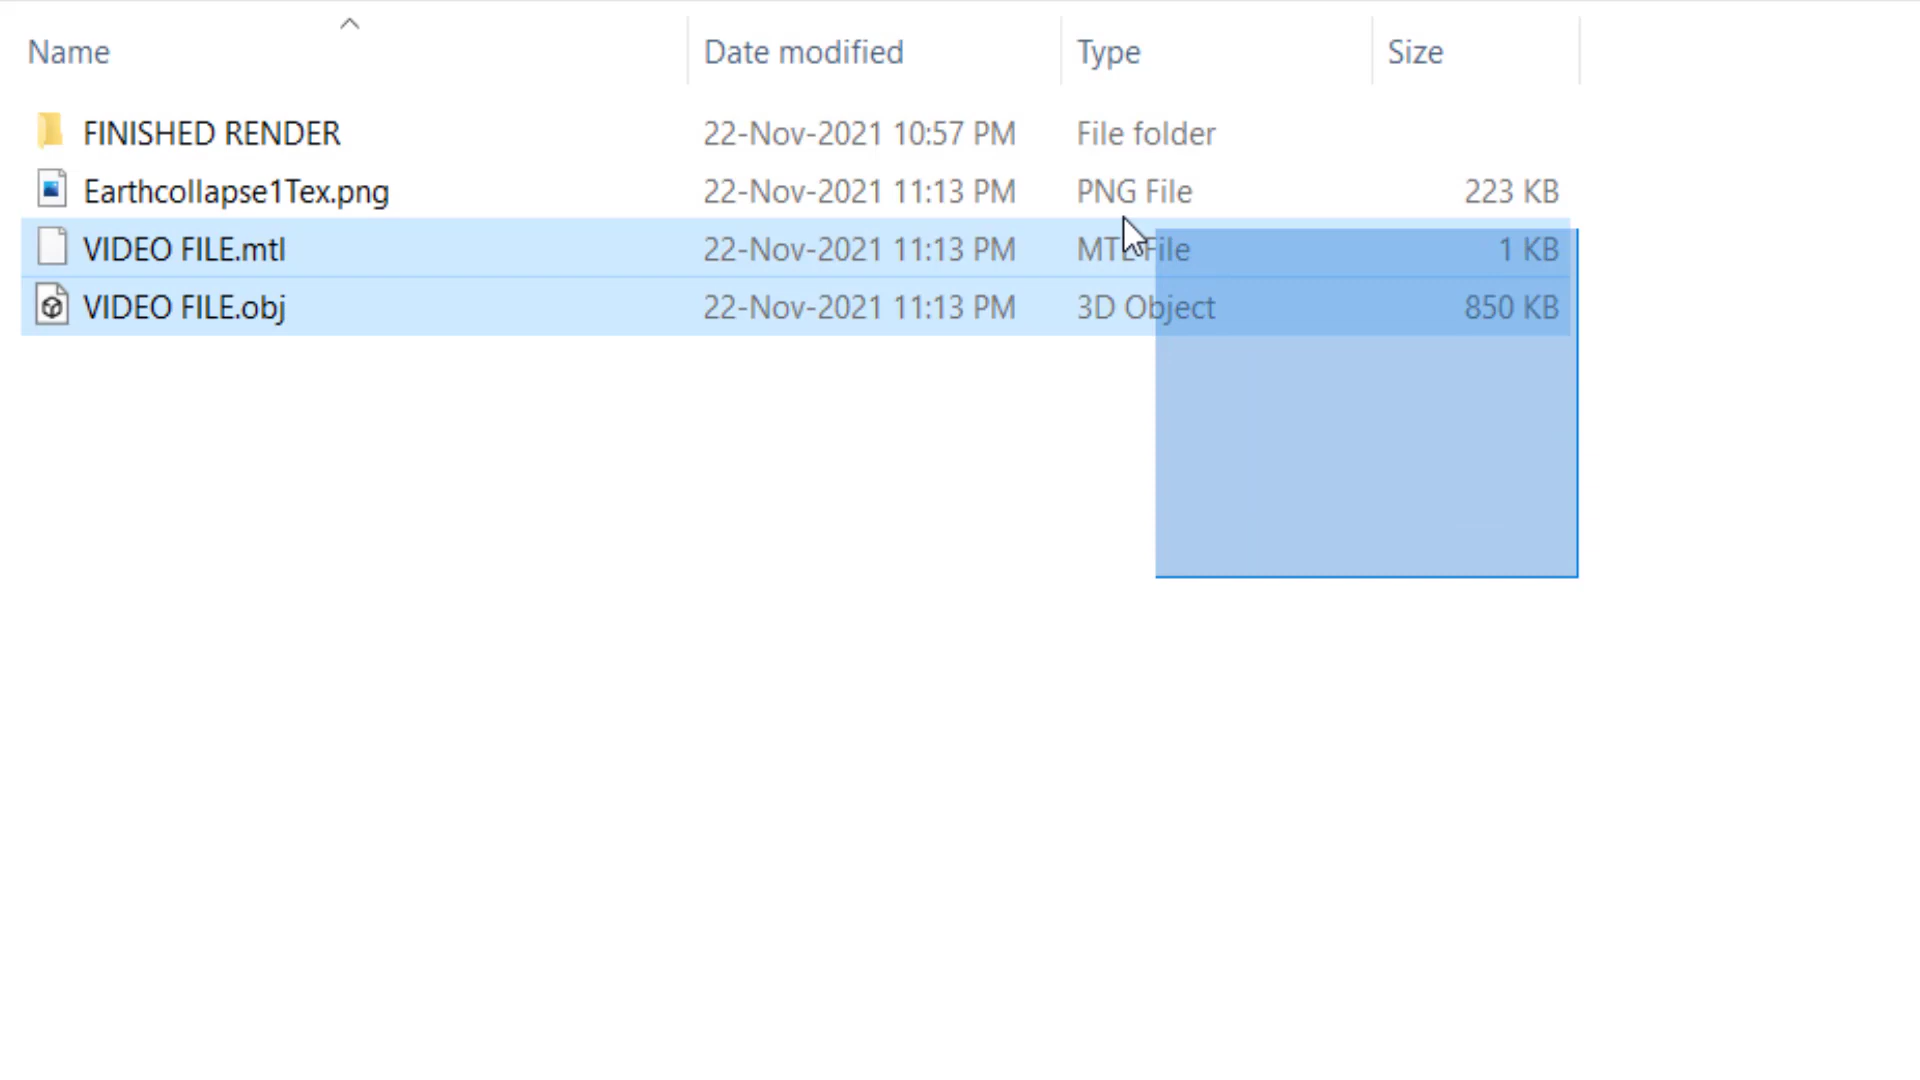 Name Date modified Type Size
FINISHED RENDER 22-Nov-2021 10:57 PM File folder
Earthcollapse1Tex.png 22-Nov-2021 11:13 PM PNG File 223 KB
VIDEO FILE.mtl 22-Nov-2021 11:13 PM MTL File 1 KB
VIDEO FILE.obj 22-Nov-2021 11:13 PM 3D Object 850 KB